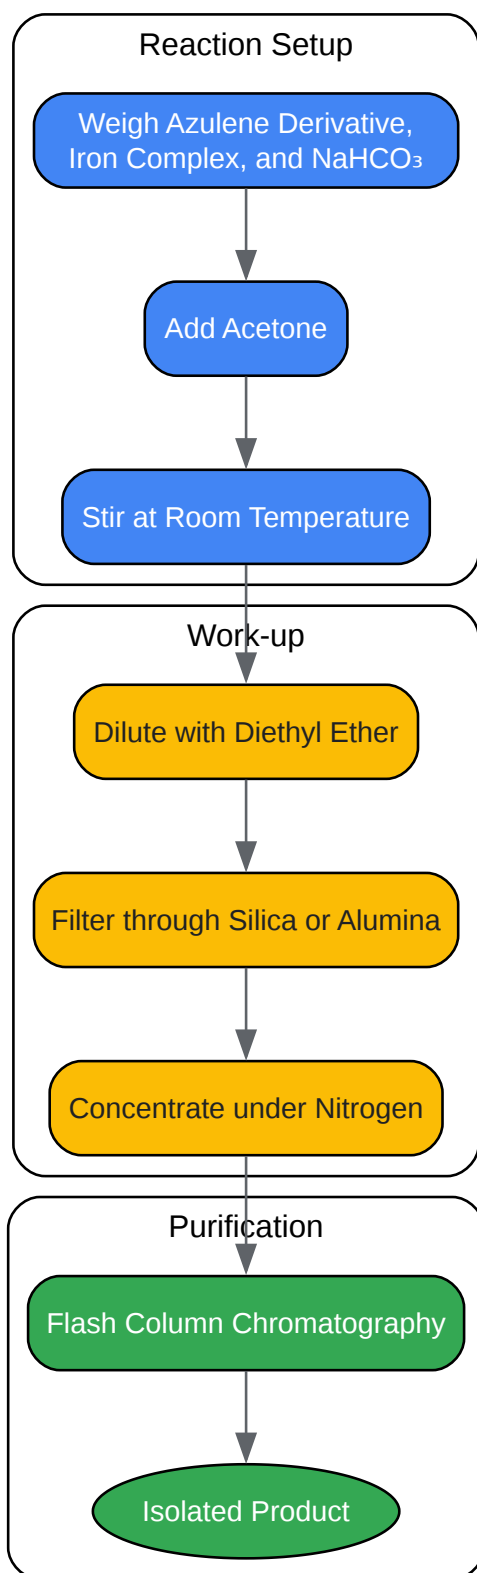 Reaction Setup
Weigh Azulene Derivative,
Iron Complex, and NaHCO₃
Add Acetone
Stir at Room Temperature
Work-up
Dilute with Diethyl Ether
Filter through Silica or Alumina
Concentrate under Nitrogen
Purification
Flash Column Chromatography
Isolated Product